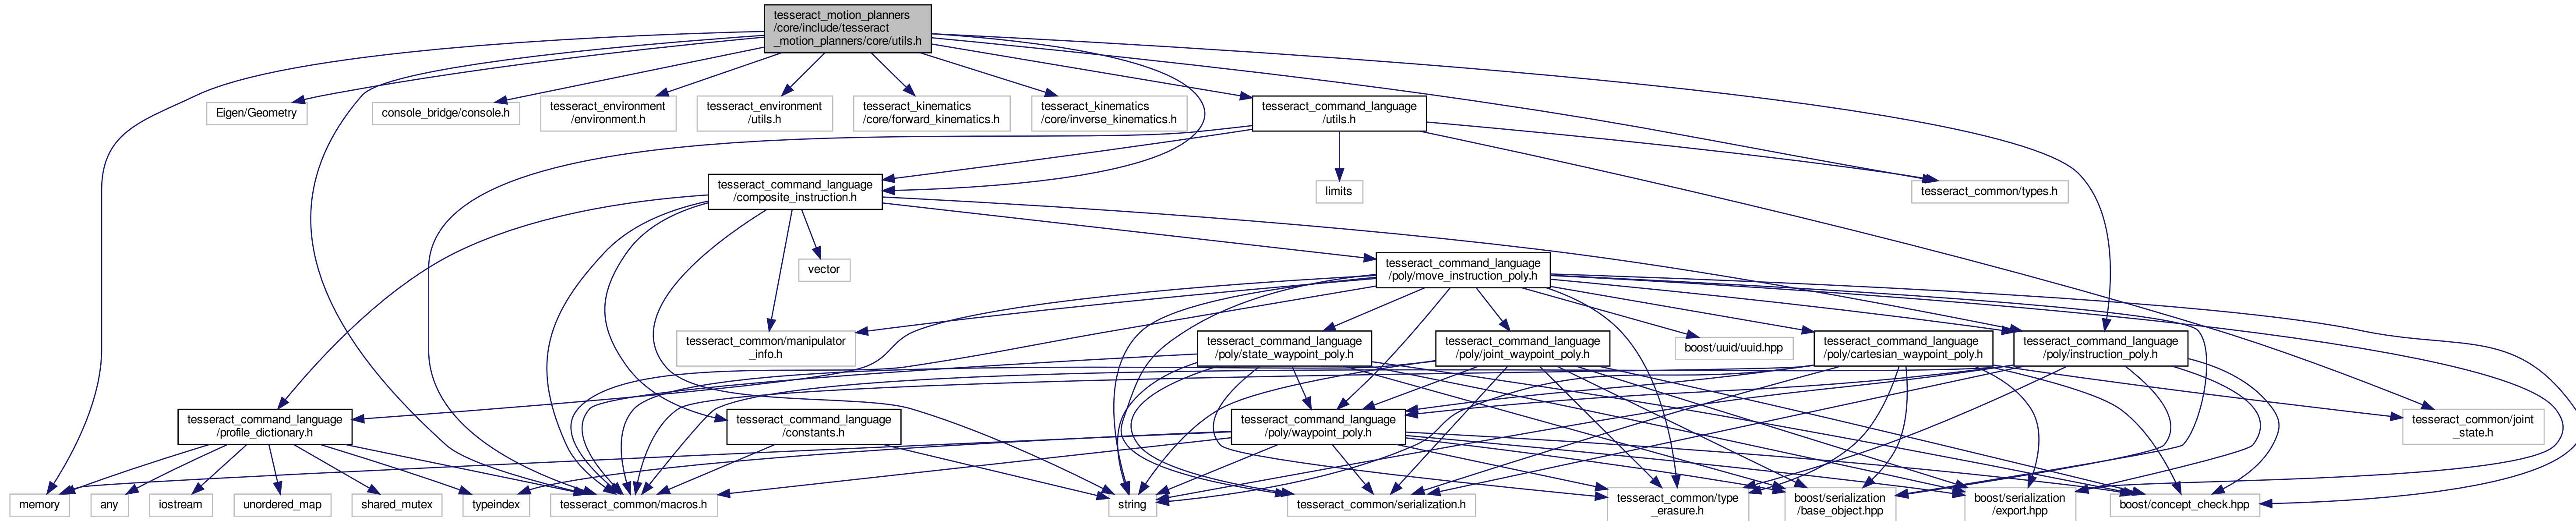 tesseract_motion_planners
/core/include/tesseract
_motion_planners/core/utils.h
Eigen/Geometry
console_bridge/console.h
tesseract_environment
/environment.h
tesseract_environment
/utils.h
tesseract_kinematics
/core/forward_kinematics.h
tesseract_kinematics
/core/inverse_kinematics.h
tesseract_command_language
/utils.h
tesseract_command_language
/composite_instruction.h
limits
tesseract_common/types.h
vector
tesseract_command_language
/poly/move_instruction_poly.h
tesseract_common/manipulator
_info.h
tesseract_command_language
/poly/state_waypoint_poly.h
tesseract_command_language
/poly/joint_waypoint_poly.h
boost/uuid/uuid.hpp
tesseract_command_language
/poly/cartesian_waypoint_poly.h
tesseract_command_language
/poly/instruction_poly.h
tesseract_command_language
/profile_dictionary.h
tesseract_command_language
/constants.h
tesseract_command_language
/poly/waypoint_poly.h
tesseract_common/joint
_state.h
memory
any
iostream
unordered_map
shared_mutex
typeindex
tesseract_common/macros.h
string
tesseract_common/serialization.h
tesseract_common/type
_erasure.h
boost/serialization
/base_object.hpp
boost/serialization
/export.hpp
boost/concept_check.hpp